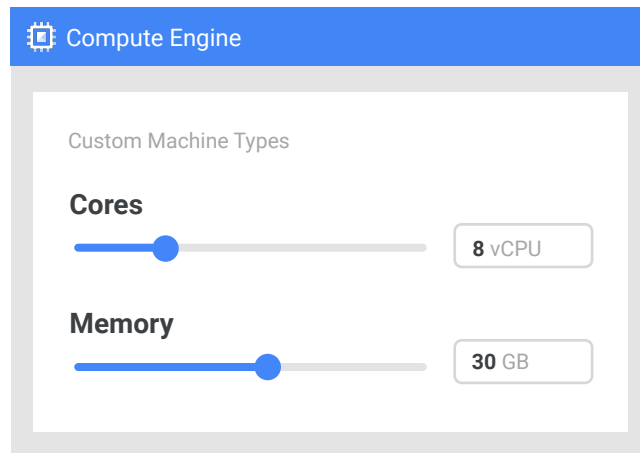 Compute Engine
Custom Machine Types
Cores
8 vCPU
Memory
30 GB